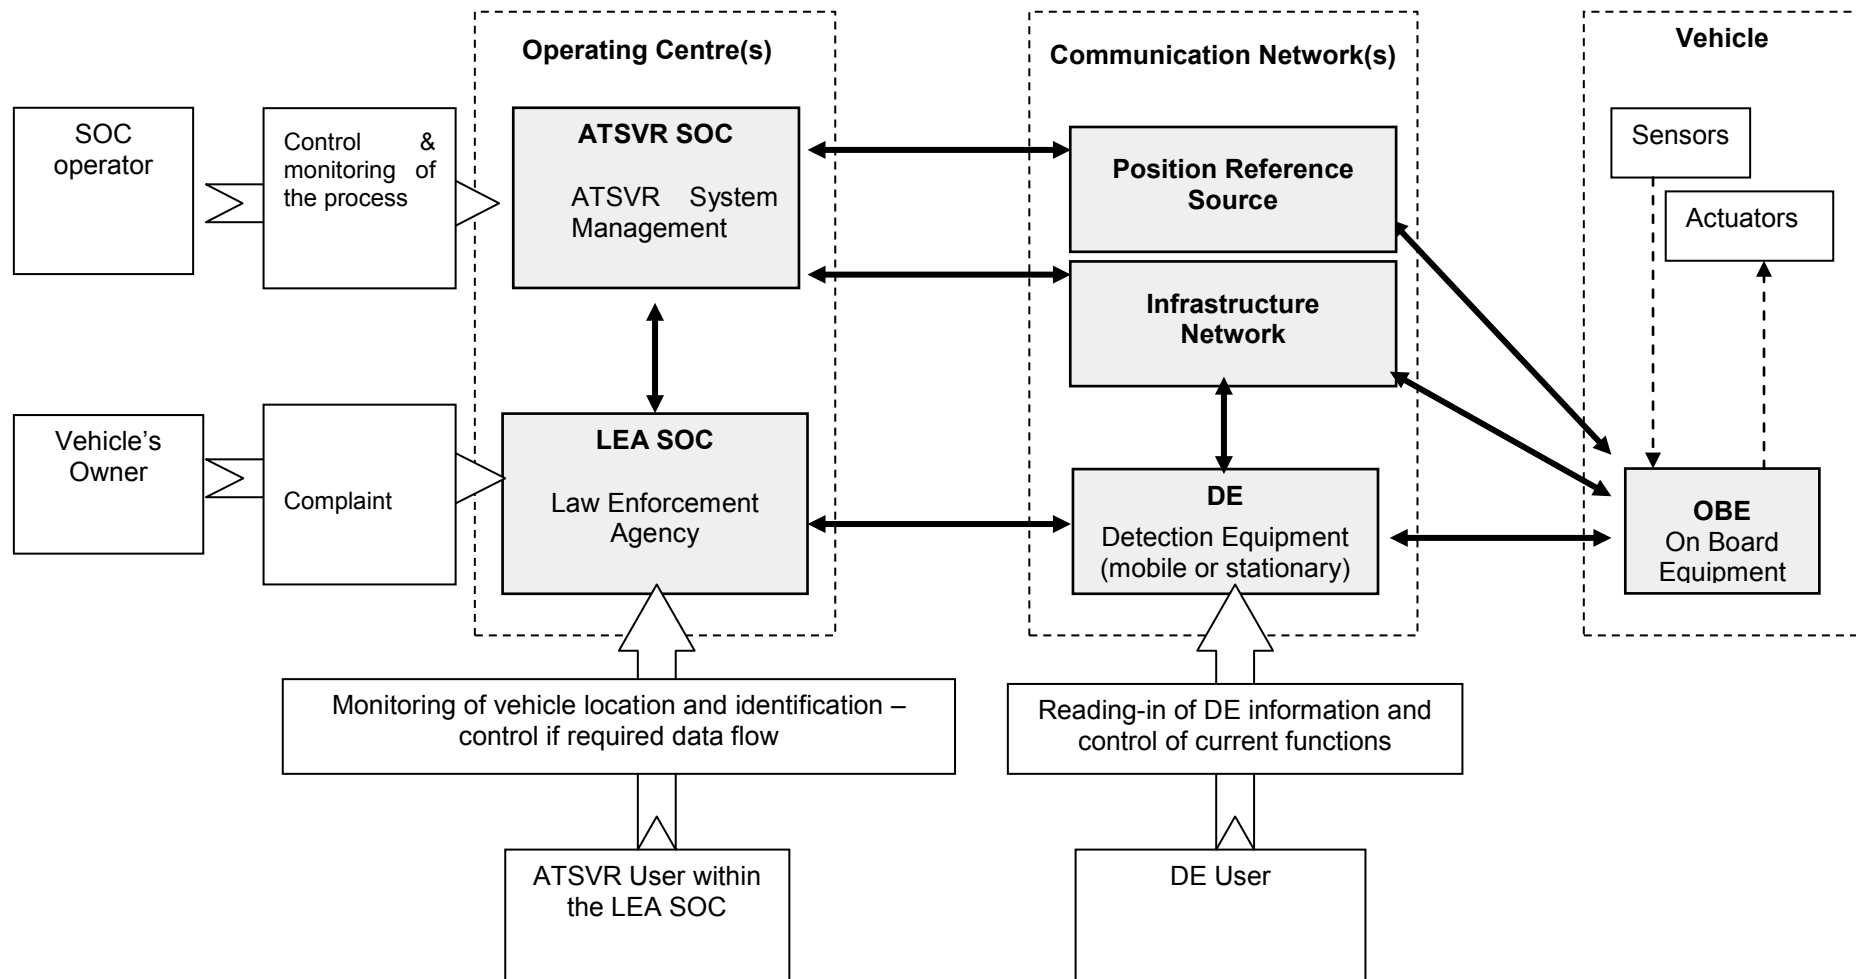 Operating Centre(s)
Communication Network(s)
Vehicle
SOC
operator
Control &
monitoring of
the process
ATSVR SOC
ATSVR System
Management
Position Reference
Source
Infrastructure
Network
Sensors
Actuators
Vehicle’s
Owner
Complaint
LEA SOC
Law Enforcement
Agency
DE
Detection Equipment
(mobile or stationary)
OBE
On Board
Equipment
Monitoring of vehicle location and identification –
control if required data flow
Reading-in of DE information and
control of current functions
ATSVR User within
the LEA SOC
DE User